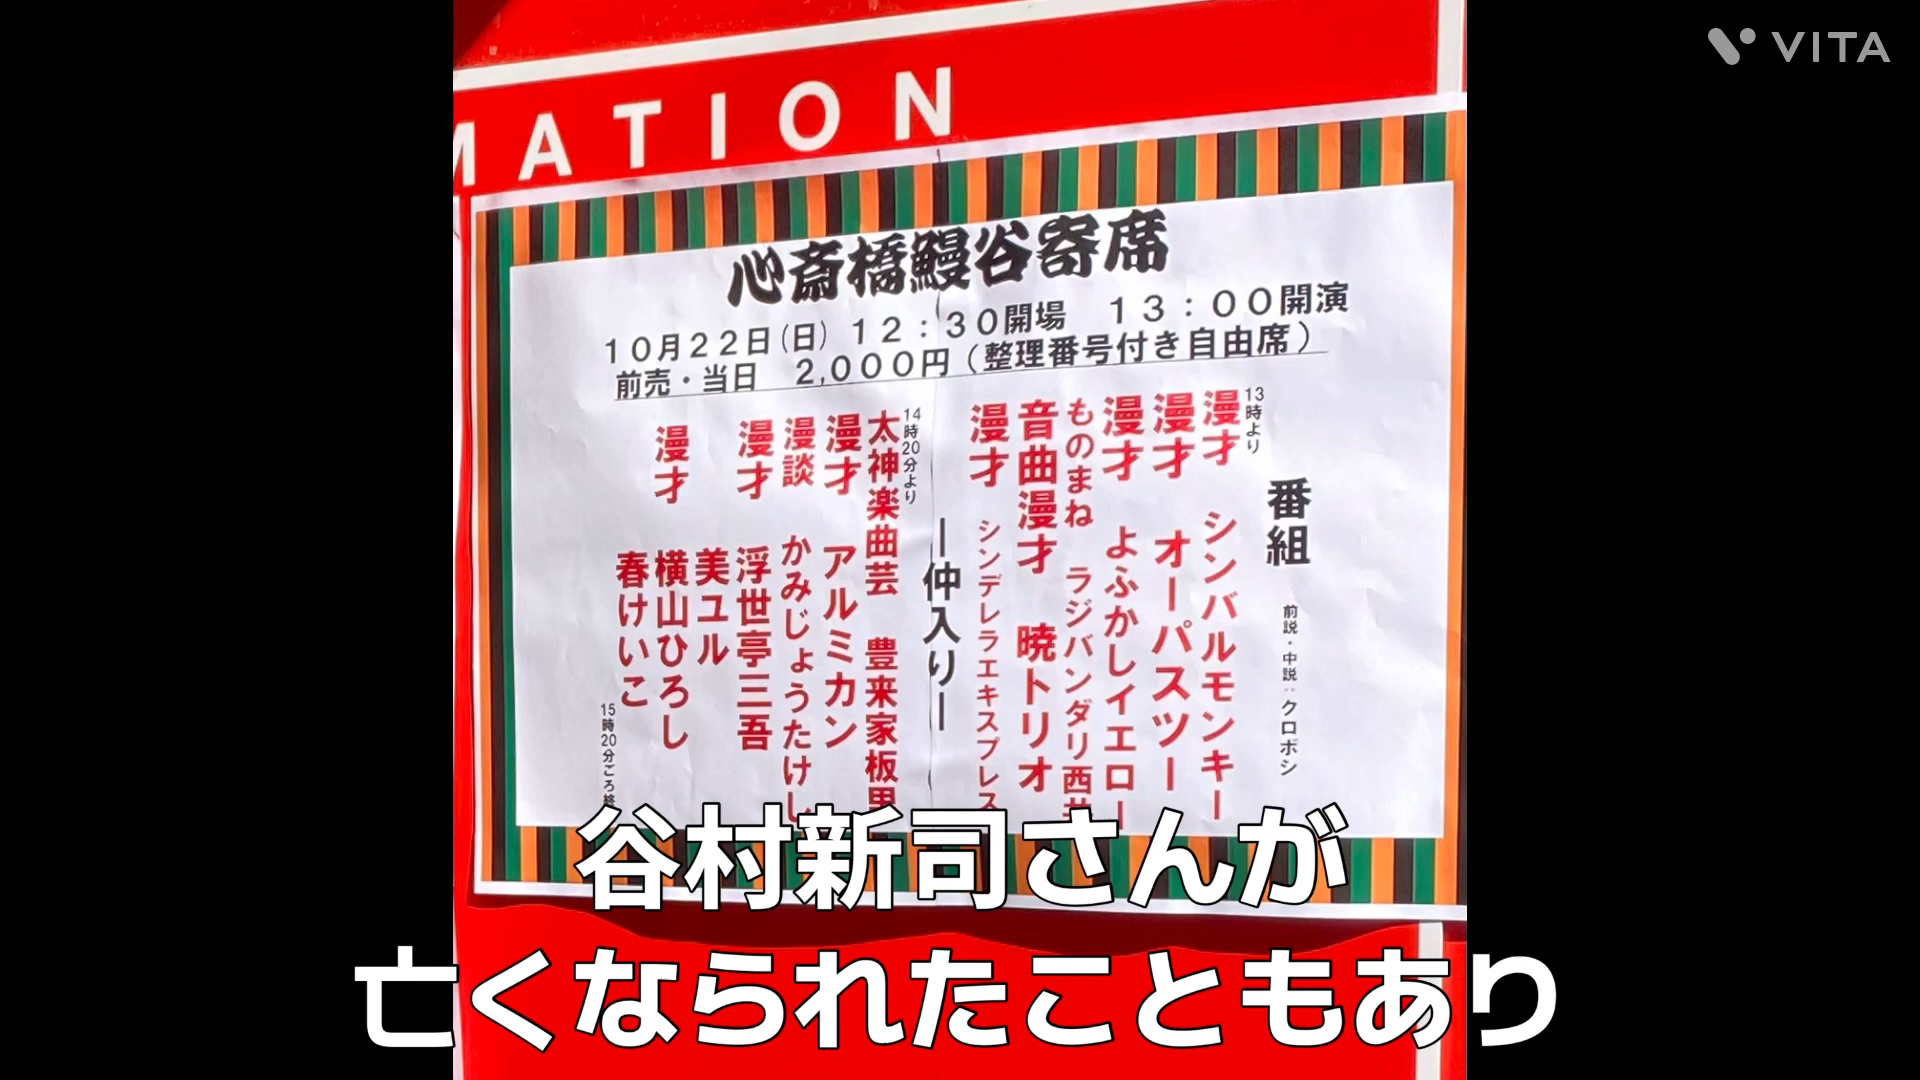 VITA
MATION
心斎橋鰻谷寄席
10月22日(日)12:30開場 13:00開演
前売・当日 2,000円(整理番号付き自由席)
番組
前説・中説:クロボシ
13時より
漫才 シンバルモンキー
漫才 オーパスツー
漫才 よふかしイエロー
ものまね ラジバンダリ西井
音曲漫才 暁トリオ
漫才 シンデレラエキスプレス
ー仲入りー
14時20分より
太神楽曲芸 豊来家板里
漫才 アルミカン
漫談 かみじょうたけし
漫才 浮世亭三吾
美ユル
漫才 横山ひろし
春けいこ
15時20分ごろ終
谷村新司さんが
亡くなられたこともあり